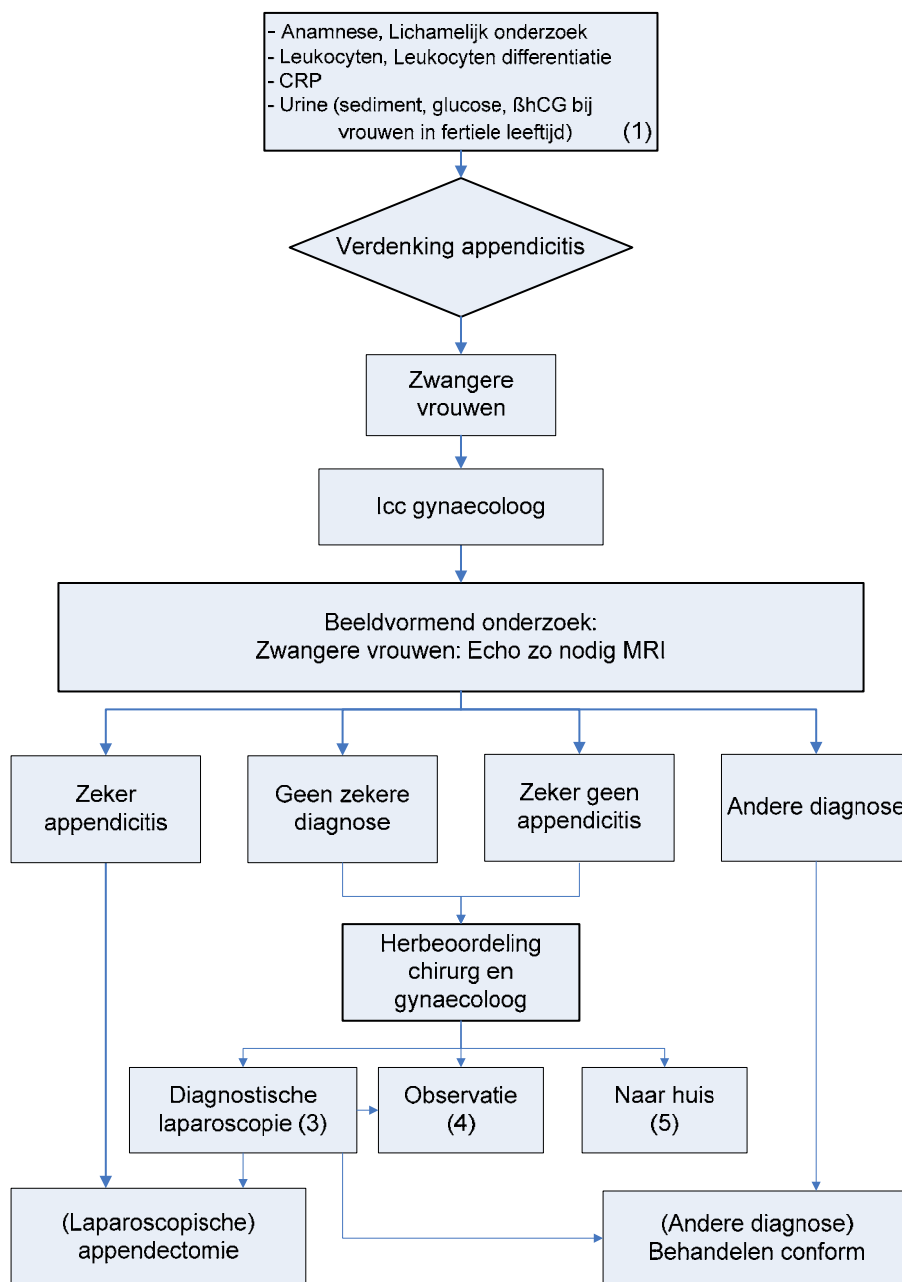 - Anamnese, Lichamelijk onderzoek
- Leukocyten, Leukocyten differentiatie
- CRP
- Urine (sediment, glucose, ßhCG bij
vrouwen in fertiele leeftijd) (1)
Verdenking appendicitis
Zwangere
vrouwen
Icc gynaecoloog
Beeldvormend onderzoek:
Zwangere vrouwen: Echo zo nodig MRI
Zeker
appendicitis
Geen zekere
diagnose
Zeker geen
appendicitis
Andere diagnose
Herbeoordeling
chirurg en
gynaecoloog
Diagnostische
laparoscopie (3)
Observatie
(4)
Naar huis
(5)
(Laparoscopische)
appendectomie
(Andere diagnose)
Behandelen conform